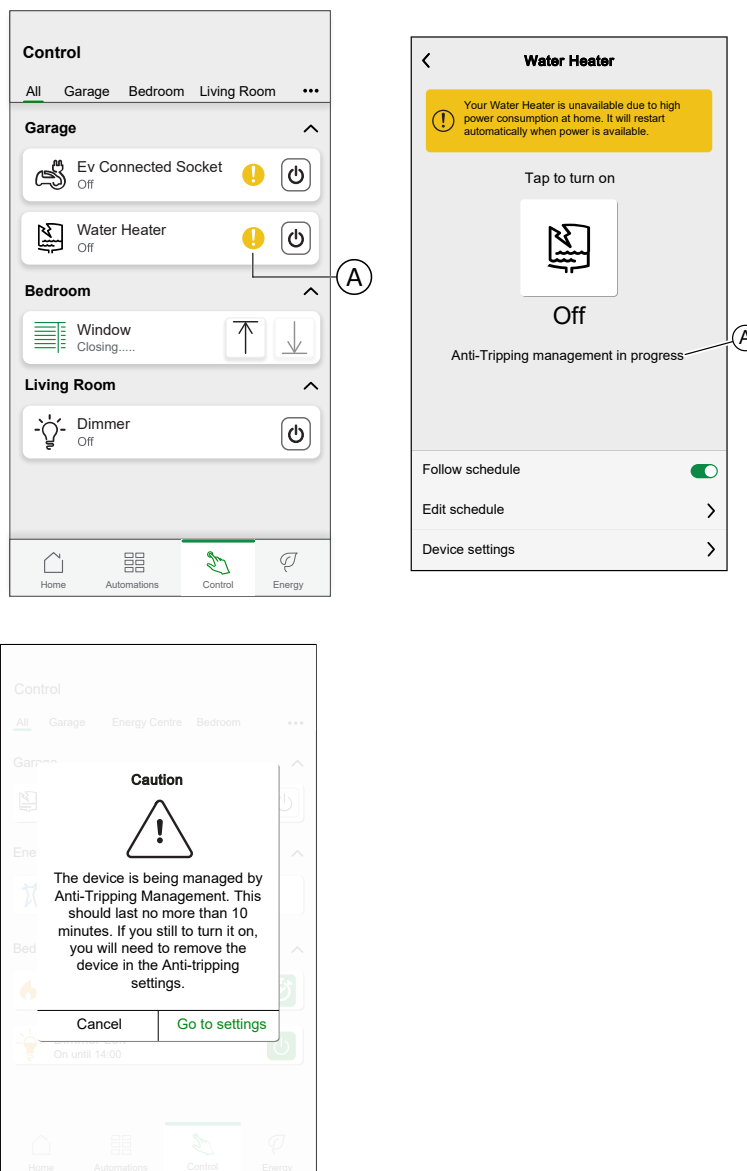 Control
All Garage Bedroom Living Room •••
Garage
Ev Connected Socket
Off
Water Heater
Off
A
Bedroom
Window
Closing.....
Living Room
Dimmer
Off
Home Automations Control Energy
Water Heater
Your Water Heater is unavailable due to high
power consumption at home. It will restart
automatically when power is available.
Tap to turn on
Off
Anti-Tripping management in progress
A
Follow schedule
Edit schedule
Device settings
Control
All Garage Energy Centre Bedroom •••
Caution
The device is being managed by
Anti-Tripping Management. This
should last no more than 10
minutes. If you still to turn it on,
you will need to remove the
device in the Anti-tripping
settings.
Cancel Go to settings
On until 14:00
Home Automations Control Energy